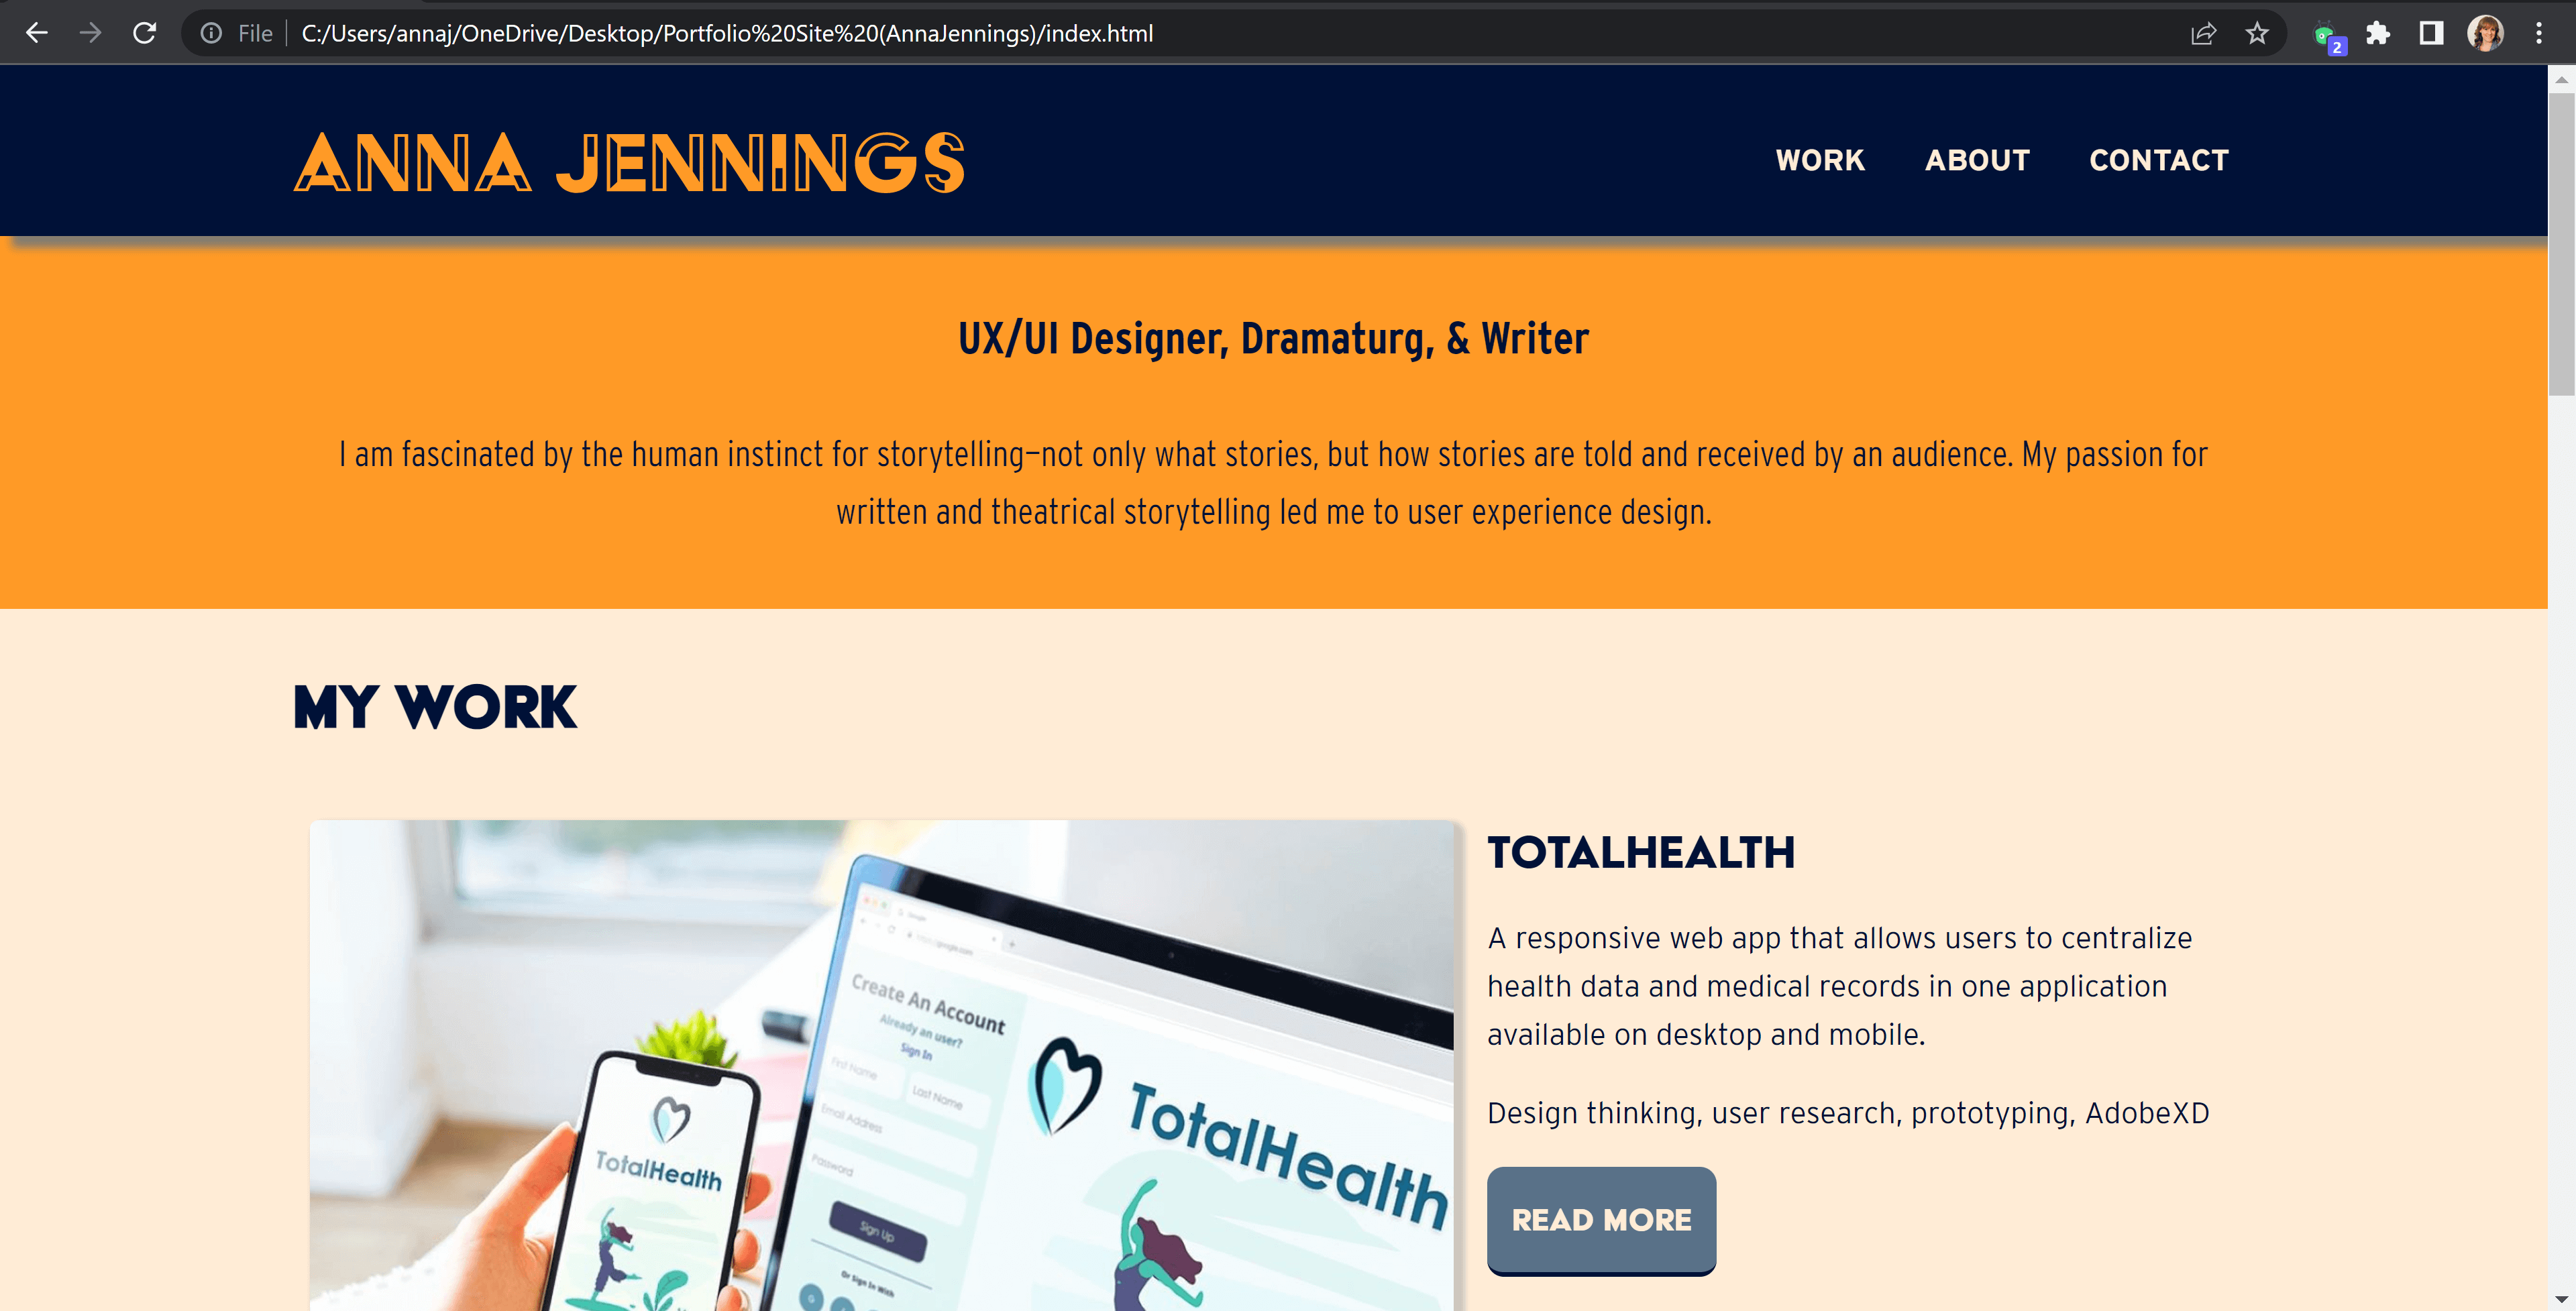 File C:/Users/annaj/OneDrive/Desktop/Portfolio%20Site%20(AnnaJennings)/index.html
2
ANNA JENNINGS
WORK ABOUT CONTACT
UX/UI Designer, Dramaturg, & Writer
I am fascinated by the human instinct for storytelling—not only what stories, but how stories are told and received by an audience. My passion for
written and theatrical storytelling led me to user experience design.
MY WORK
TOTALHEALTH
A responsive web app that allows users to centralize
health data and medical records in one application
available on desktop and mobile.
Design thinking, user research, prototyping, AdobeXD
READ MORE
Create An Account
Already an user?
Sign In
First Name
Last Name
Email Address
Password
Sign Up
Or Sign In With
TotalHealth
TotalHealth